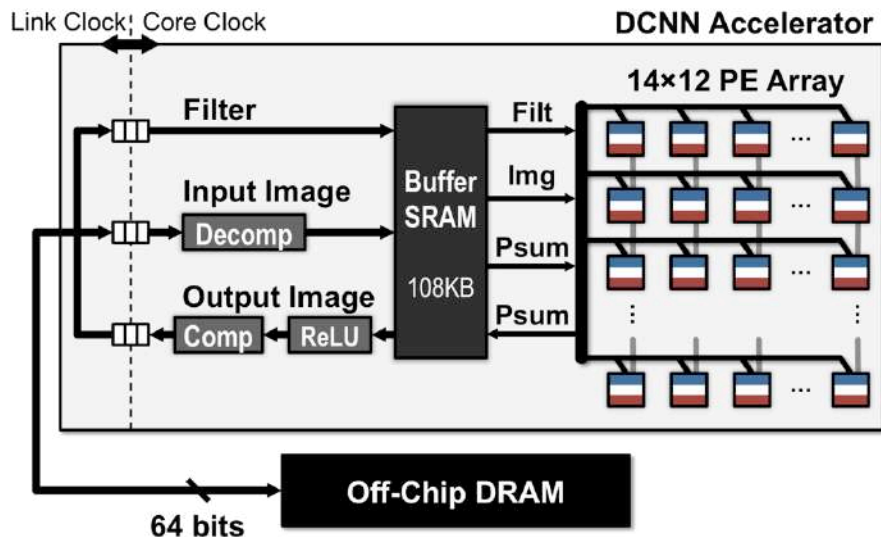 Link Clock Core Clock
DCNN Accelerator
14×12 PE Array
Filter
Filt
Input Image
Buffer
SRAM
Img
Decomp
...
Psum
Output Image
108KB
Psum
Comp
ReLU
Off-Chip DRAM
64 bits